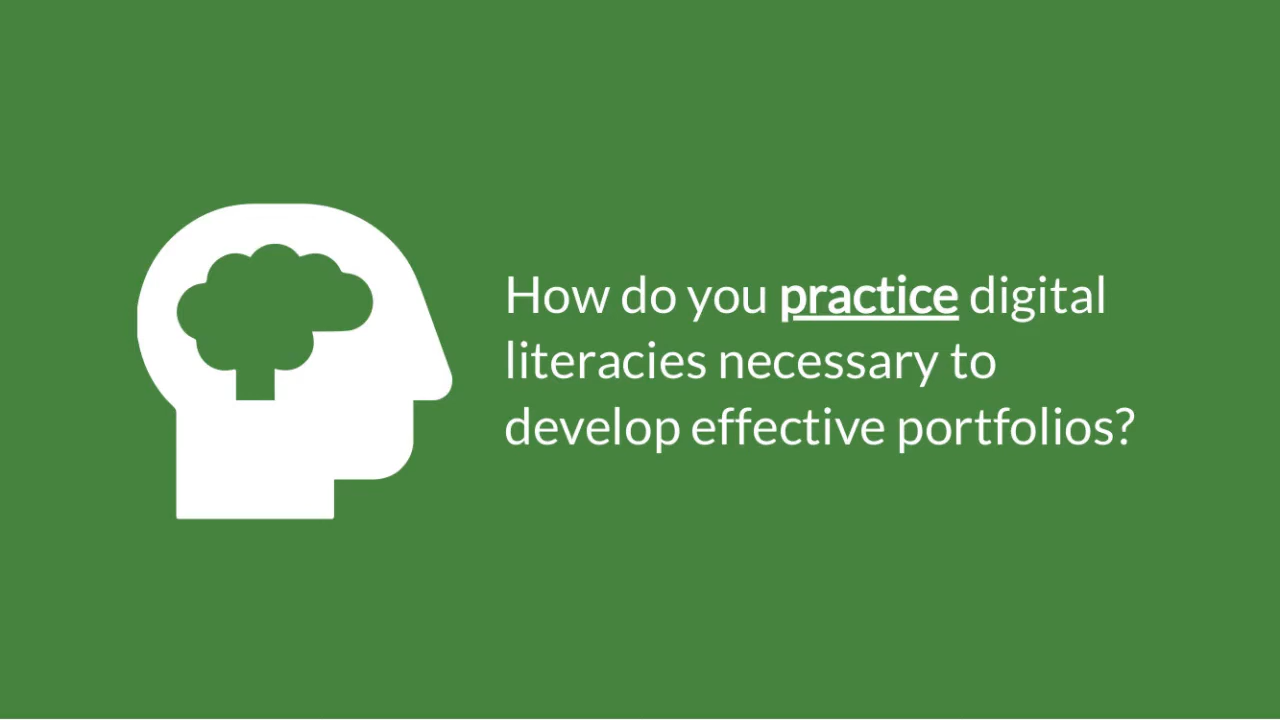 How do you practice digital
literacies necessary to
develop effective portfolios?